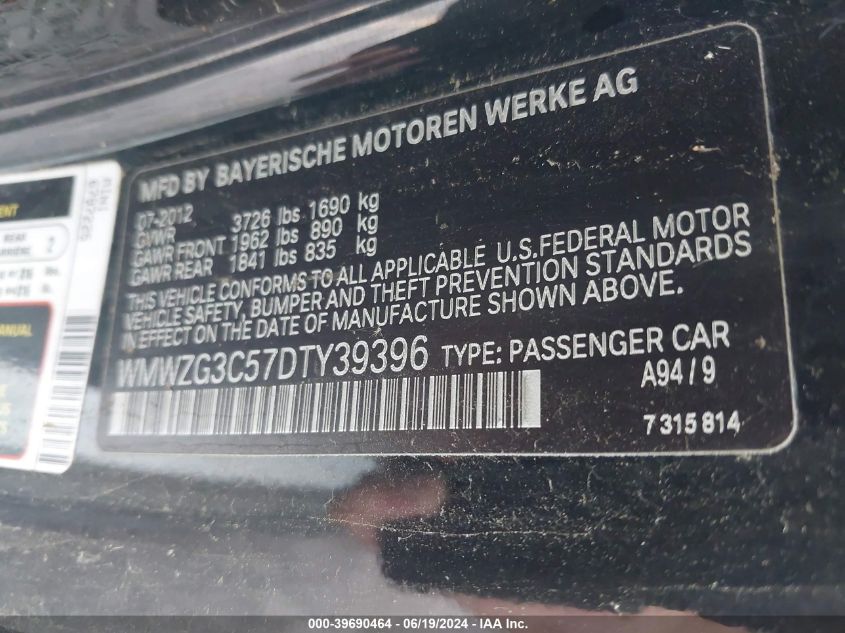 MFD BY BAYERISCHE MOTOREN WERKE AG
07-2012
GVWR 3726 lbs 1690 kg
GAWR FRONT 1962 lbs 890 kg
GAWR REAR 1841 lbs 835 kg
THIS VEHICLE CONFORMS TO ALL APPLICABLE U.S.FEDERAL MOTOR
VEHICLE SAFETY, BUMPER AND THEFT PREVENTION STANDARDS
IN EFFECT ON THE DATE OF MANUFACTURE SHOWN ABOVE.
WMWZG3C57DTY39396 TYPE: PASSENGER CAR
A94/9
7 315 814
REAR
2
MANUAL
000-39690464 - 06/19/2024 - IAA Inc.